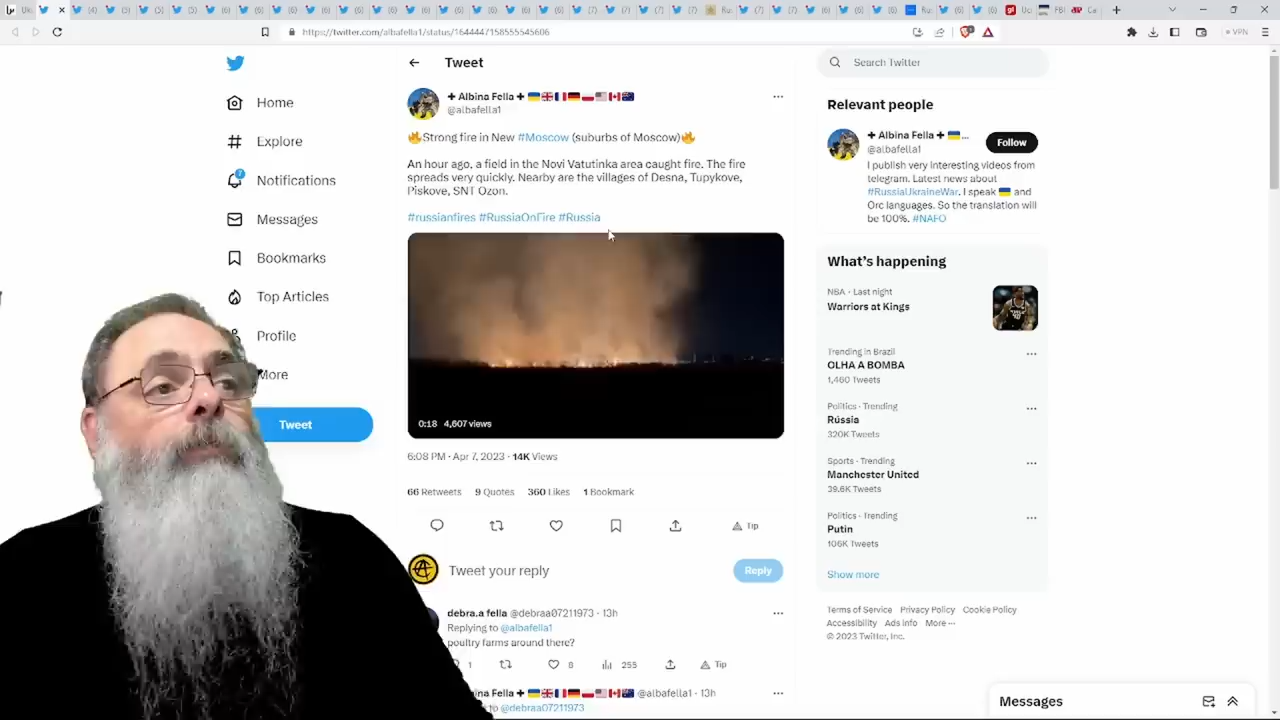 https://twitter.com/albafella1/status/1644447158555545606
VPN
Home
Explore
Notifications
7
Messages
Bookmarks
Top Articles
Profile
More
Tweet
Tweet
Albina Fella
@albafella1
🔥Strong fire in New #Moscow (suburbs of Moscow)🔥
An hour ago, a field in the Novi Vatutinka area caught fire. The fire
spreads very quickly. Nearby are the villages of Desna, Tupykove,
Piskove, SNT Ozon.
#russianfires #RussiaOnFire #Russia
0:18 4,607 views
6:08 PM · Apr 7, 2023 · 14K Views
66 Retweets 9 Quotes 360 Likes 1 Bookmark
Tip
Tweet your reply
Reply
debra.a fella @debraa07211973 · 13h
Replying to @albafella1
poultry farms around there?
1 8 255 Tip
Fella @albafella1 · 13h
to @debraa07211973
Search Twitter
Relevant people
Albina Fella
@albafella1
Follow
I publish very interesting videos from
telegram. Latest news about
#RussiaUkraineWar. I speak 🇺🇦 and
Orc languages. So the translation will
be 100%. #NAFO
What's happening
NBA · Last night
Warriors at Kings
Trending in Brazil
OLHA A BOMBA
1,460 Tweets
Politics · Trending
Rússia
320K Tweets
Sports · Trending
Manchester United
39.6K Tweets
Politics · Trending
Putin
106K Tweets
Show more
Terms of Service Privacy Policy Cookie Policy
Accessibility Ads info More ···
© 2023 Twitter, Inc.
Messages